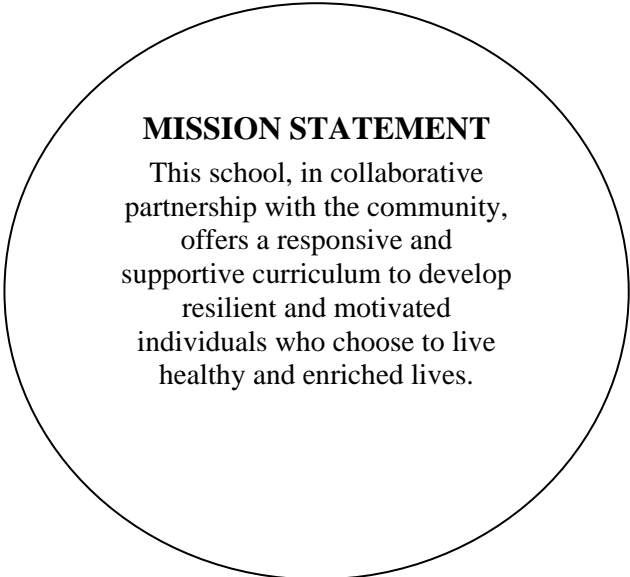 MISSION STATEMENT
This school, in collaborative
partnership with the community,
offers a responsive and
supportive curriculum to develop
resilient and motivated
individuals who choose to live
healthy and enriched lives.